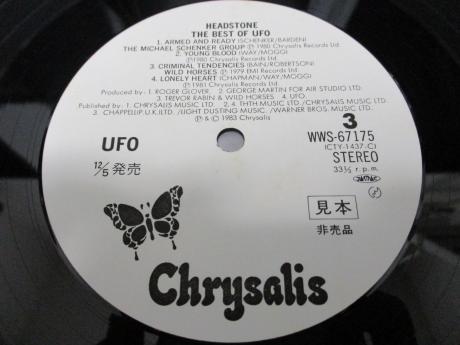 HEADSTONE
THE BEST OF UFO
1. ARMED AND READY (SCHENKER/BARDEN)
THE MICHAEL SCHENKER GROUP ℗ 1980 Chrysalis Records Ltd.
2. YOUNG BLOOD (WAY/MOGG)
℗ 1980 Chrysalis Records Ltd.
3. CRIMINAL TENDENCIES (BAIN/ROBERTSON)
WILD HORSES ℗ 1979 EMI Records Ltd.
4. LONELY HEART (WAY/CHAPMAN/MOGG)
℗ 1981 Chrysalis Records Ltd.
Produced by: 1. ROGER GLOVER 2. GEORGE MARTIN FOR AIR STUDIO LTD.
3. TREVOR RABIN & WILD HORSES 4. UFO.
Published by: 1. CHRYSALIS MUSIC LTD. 2, 4. THTH MUSIC LTD./CHRYSALIS MUSIC LTD.
3. CHAPPELL/P.U.K.ITLD./LIGHT DUSTING MUSIC./WARNER BROS. MUSIC LTD.
℗ & © 1983 Chrysalis
3
WWS-67175
(CTY-1437-C)
STEREO
33⅓ r.p.m.
UFO
12/5 発売
見本
非売品
Chrysalis